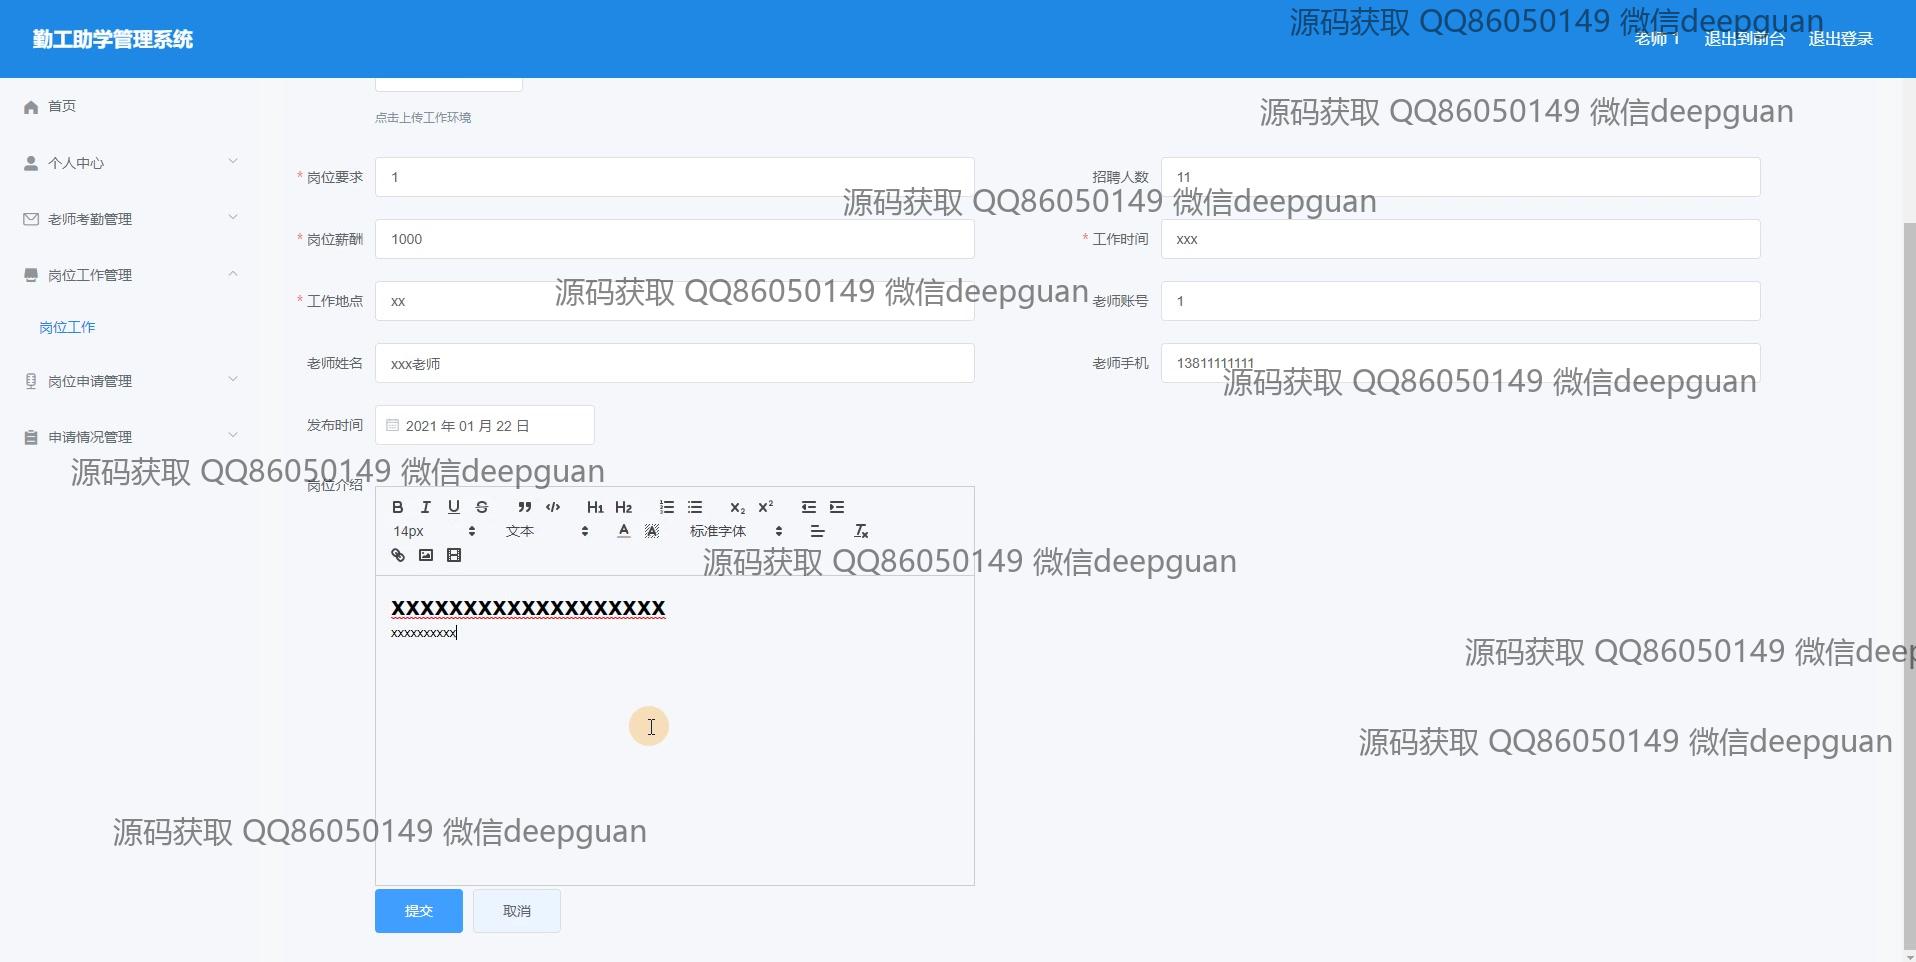 源码获取 QQ86050149 微信deepguan
勤工助学管理系统
老师 1 退出到前台 退出登录
首页
点击上传工作环境
源码获取 QQ86050149 微信deepguan
个人中心
* 岗位要求 1
招聘人数 11
源码获取 QQ86050149 微信deepguan
老师考勤管理
* 岗位薪酬 1000
* 工作时间 xxx
岗位工作管理
* 工作地点 xx
源码获取 QQ86050149 微信deepguan
老师账号 1
岗位工作
老师姓名 xxx老师
老师手机 13811111111
岗位申请管理
源码获取 QQ86050149 微信deepguan
发布时间 2021 年 01 月 22 日
申请情况管理
源码获取 QQ86050149 微信deepguan
岗位介绍
B I U S H1 H2 X2 X2
14px 文本 A A 标准字体 Tx
源码获取 QQ86050149 微信deepguan
xxxxxxxxxxxxxxxxxxx
xxxxxxxxxx
源码获取 QQ86050149 微信deep
源码获取 QQ86050149 微信deepguan
源码获取 QQ86050149 微信deepguan
提交 取消